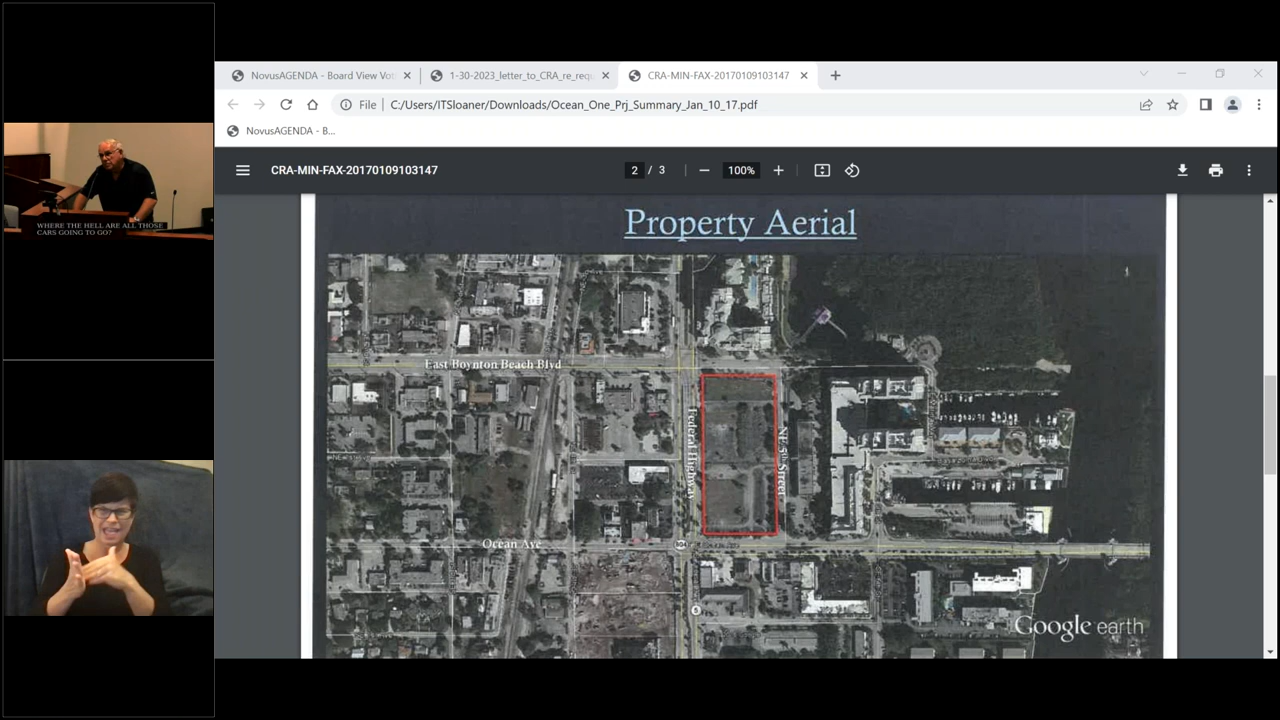 WHERE THE HELL ARE ALL THOSE
CARS GOING TO GO?
NovusAGENDA - Board View Vot
1-30-2023_letter_to_CRA_re_requ
CRA-MIN-FAX-20170109103147
File
C:/Users/ITSloaner/Downloads/Ocean_One_Prj_Summary_Jan_10_17.pdf
NovusAGENDA - B...
CRA-MIN-FAX-20170109103147
2 / 3
100%
Property Aerial
East Boynton Beach Blvd
Federal Highway
NE 5th Street
Ocean Ave
Google earth